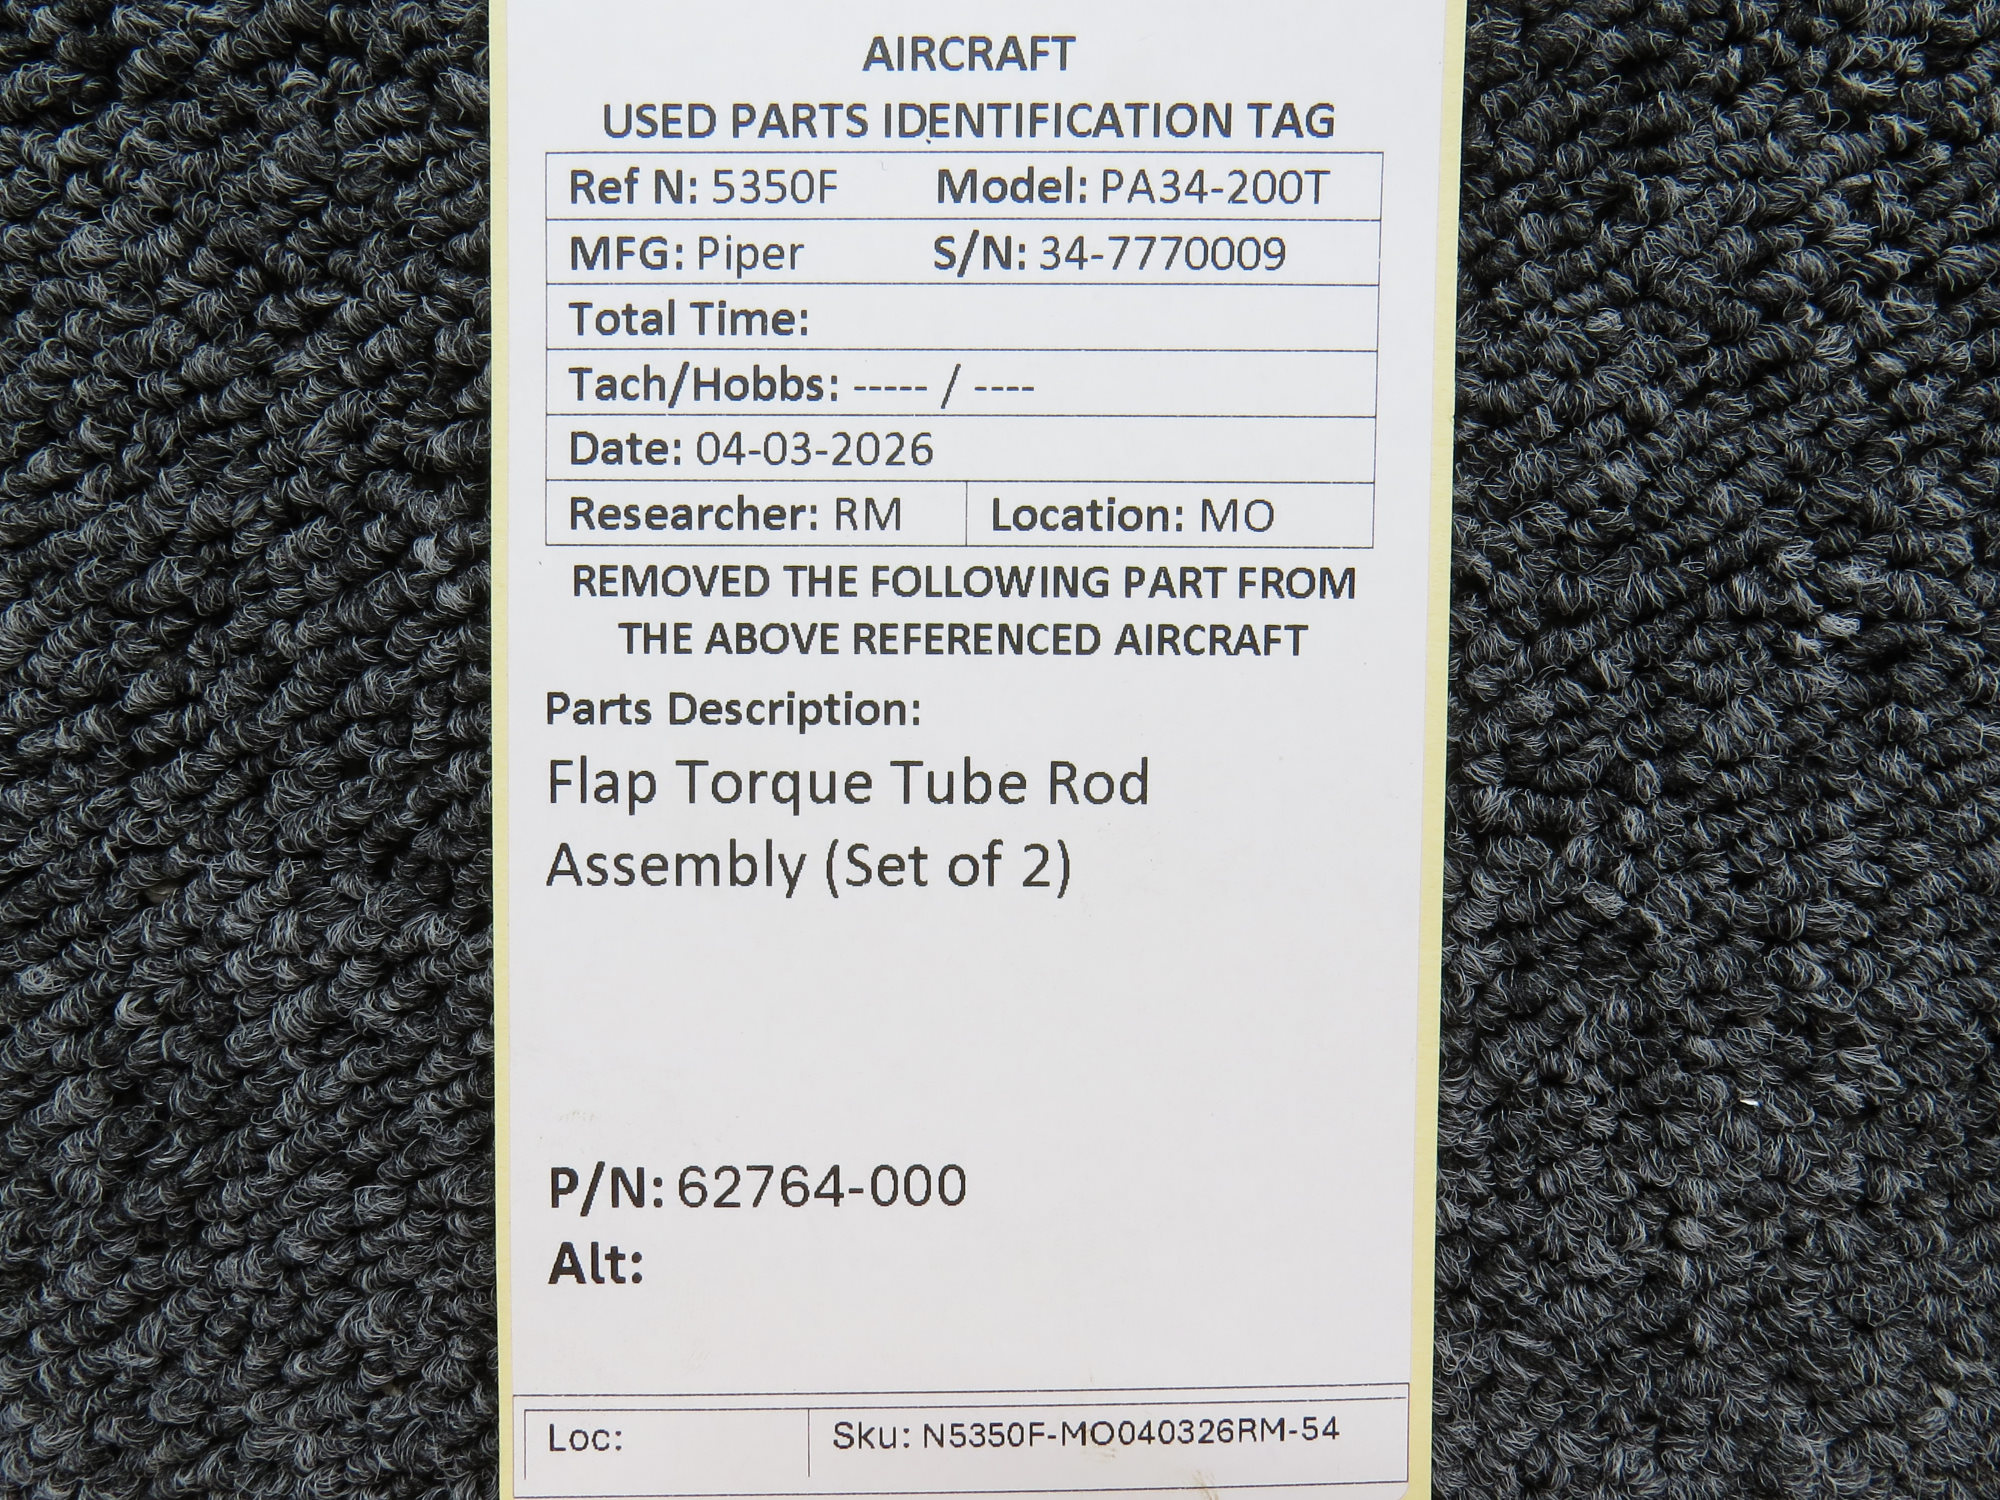 AIRCRAFT
USED PARTS IDENTIFICATION TAG
Ref N: 5350F Model: PA34-200T
MFG: Piper S/N: 34-7770009
Total Time:
Tach/Hobbs: ----- / ----
Date: 04-03-2026
Researcher: RM Location: MO
REMOVED THE FOLLOWING PART FROM
THE ABOVE REFERENCED AIRCRAFT
Parts Description:
Flap Torque Tube Rod
Assembly (Set of 2)
P/N: 62764-000
Alt:
Loc: Sku: N5350F-MO040326RM-54